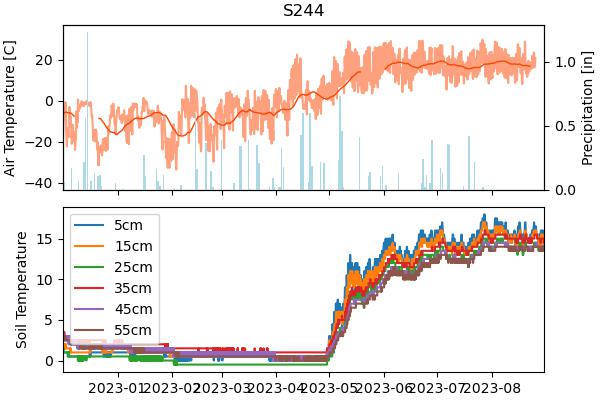 S244
20
0
−20
−40
Air Temperature [C]
1.0
0.5
0.0
Precipitation [in]
15
10
5
0
Soil Temperature
5cm
15cm
25cm
35cm
45cm
55cm
2023-01 2023-02 2023-03 2023-04 2023-05 2023-06 2023-07 2023-08